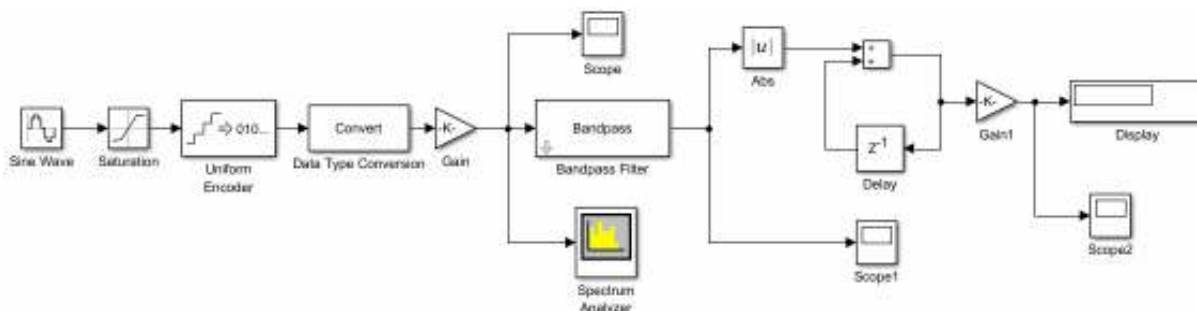 Scope
|u|
Abs
+
+
010...
Convert
-K-
Bandpass
-K-
Sine Wave
Saturation
Uniform
Encoder
Data Type Conversion
Gain
Bandpass Filter
z-1
Delay
Gain1
Display
Scope1
Scope2
Spectrum
Analyzer